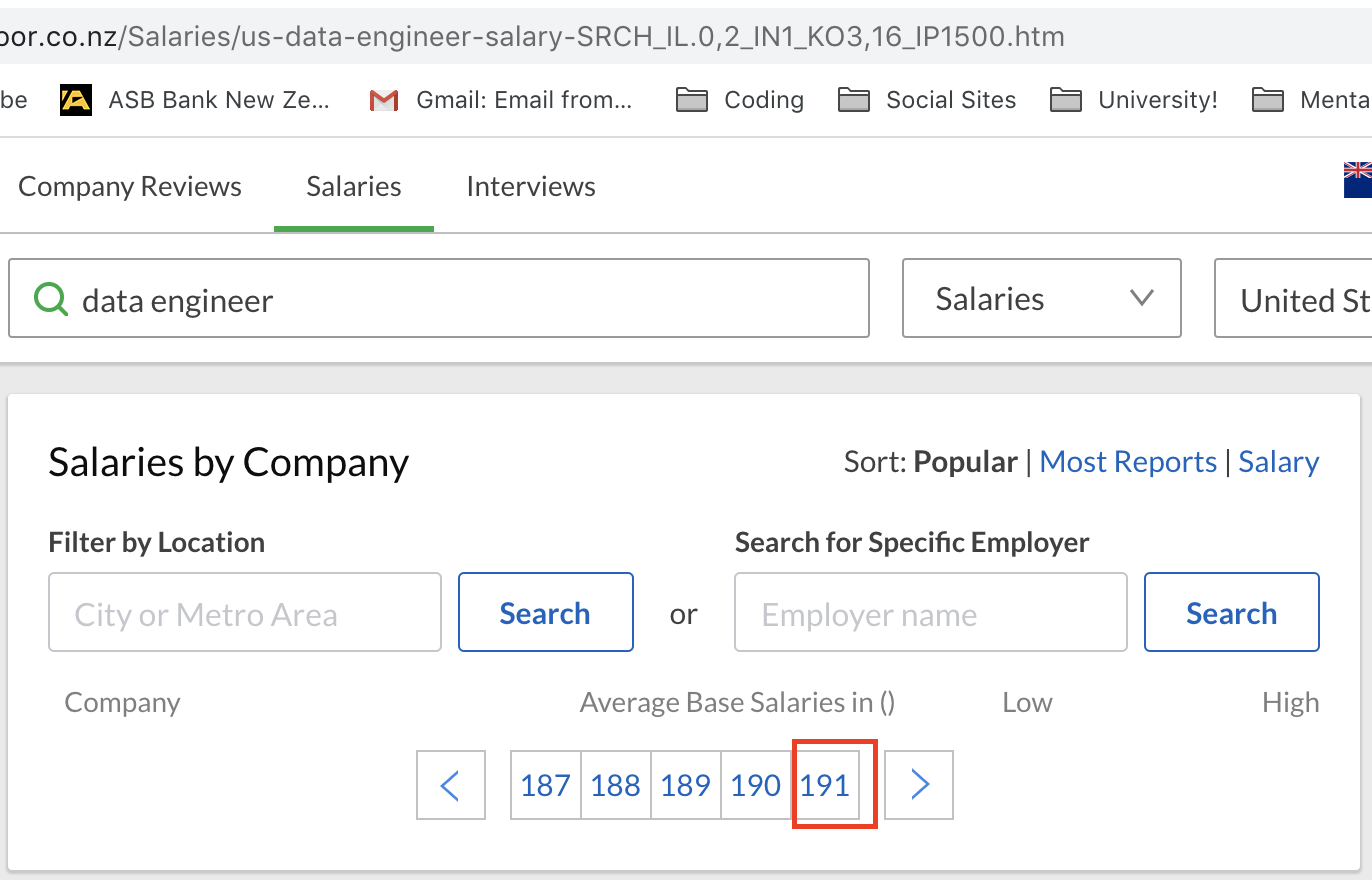 oor.co.nz/Salaries/us-data-engineer-salary-SRCH_IL.0,2_IN1_KO3,16_IP1500.htm
be ASB Bank New Ze... Gmail: Email from... Coding Social Sites University! Menta
Company Reviews Salaries Interviews
data engineer Salaries United St
Salaries by Company Sort: Popular | Most Reports | Salary
Filter by Location Search for Specific Employer
City or Metro Area Search or Employer name Search
Company Average Base Salaries in () Low High
< 187 188 189 190 191 >